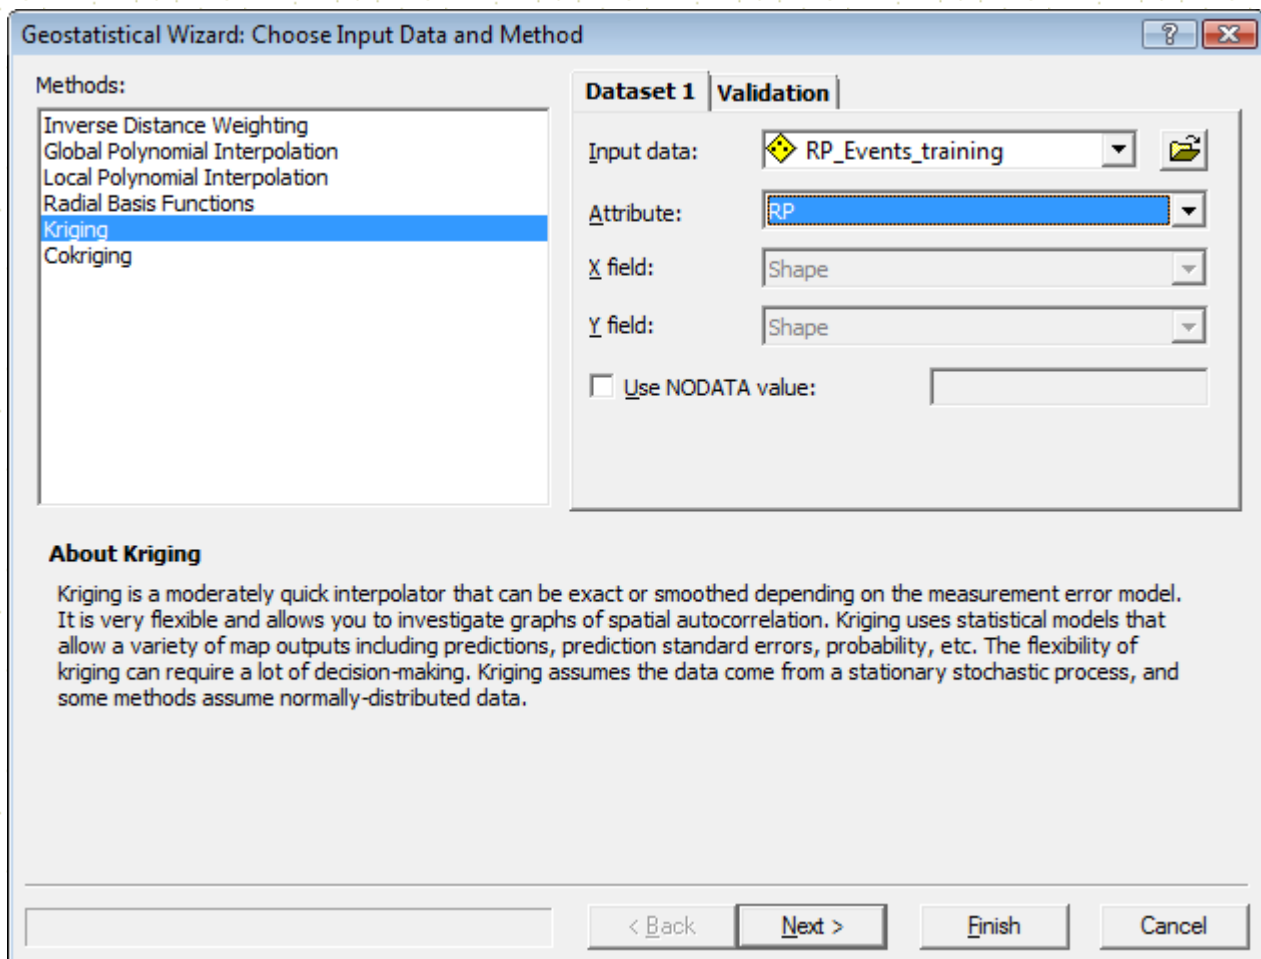 Geostatistical Wizard: Choose Input Data and Method
Methods:
Inverse Distance Weighting
Global Polynomial Interpolation
Local Polynomial Interpolation
Radial Basis Functions
Kriging
Cokriging
Dataset 1
Validation
Input data:
RP_Events_training
Attribute:
RP
X field:
Shape
Y field:
Shape
Use NODATA value:
About Kriging
Kriging is a moderately quick interpolator that can be exact or smoothed depending on the measurement error model.
It is very flexible and allows you to investigate graphs of spatial autocorrelation. Kriging uses statistical models that
allow a variety of map outputs including predictions, prediction standard errors, probability, etc. The flexibility of
kriging can require a lot of decision-making. Kriging assumes the data come from a stationary stochastic process, and
some methods assume normally-distributed data.
< Back
Next >
Finish
Cancel